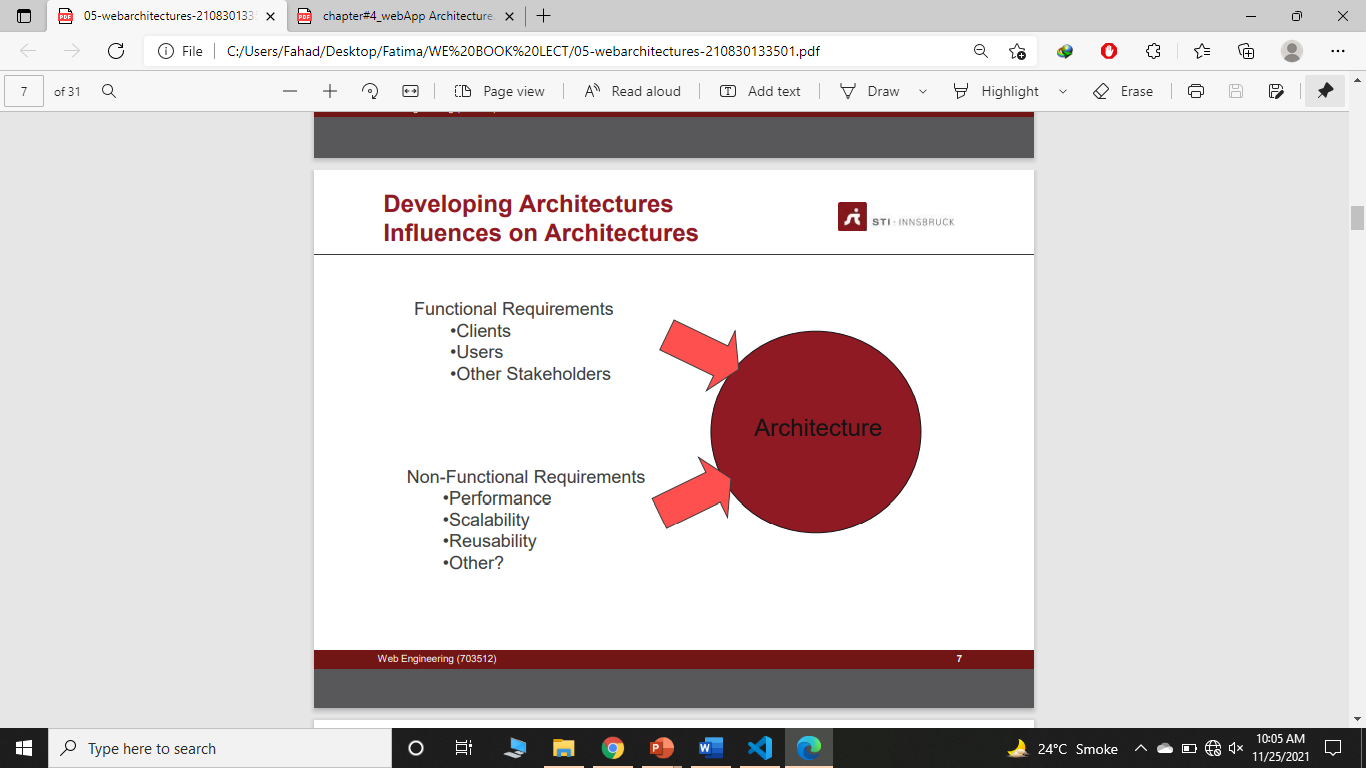 05-webarchitectures-21083013350
chapter#4_webApp Architecture.
File
C:/Users/Fahad/Desktop/Fatima/WE%20BOOK%20LECT/05-webarchitectures-210830133501.pdf
7 of 31
Page view
Read aloud
Add text
Draw
Highlight
Erase
Developing Architectures
Influences on Architectures
STI · INNSBRUCK
Functional Requirements
•Clients
•Users
•Other Stakeholders
Architecture
Non-Functional Requirements
•Performance
•Scalability
•Reusability
•Other?
Web Engineering (703512)
7
Type here to search
24°C Smoke
10:05 AM
11/25/2021